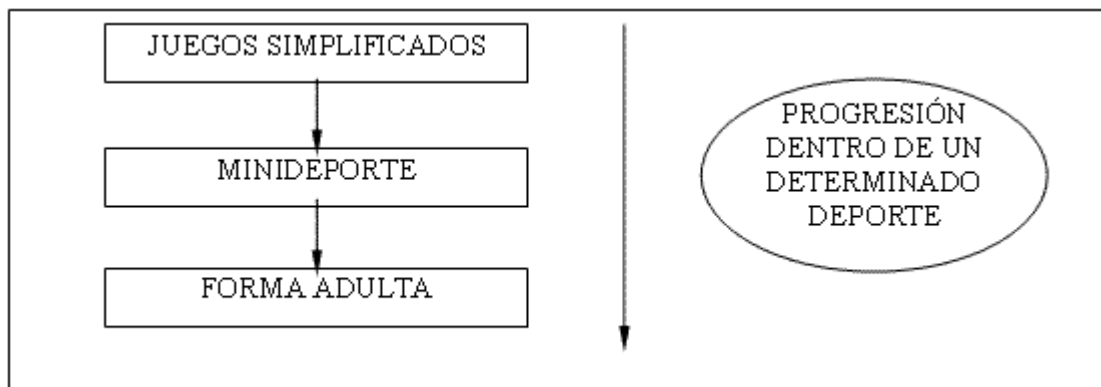 JUEGOS SIMPLIFICADOS
MINIDEPORTE
FORMA ADULTA
PROGRESIÓN
DENTRO DE UN
DETERMINADO
DEPORTE